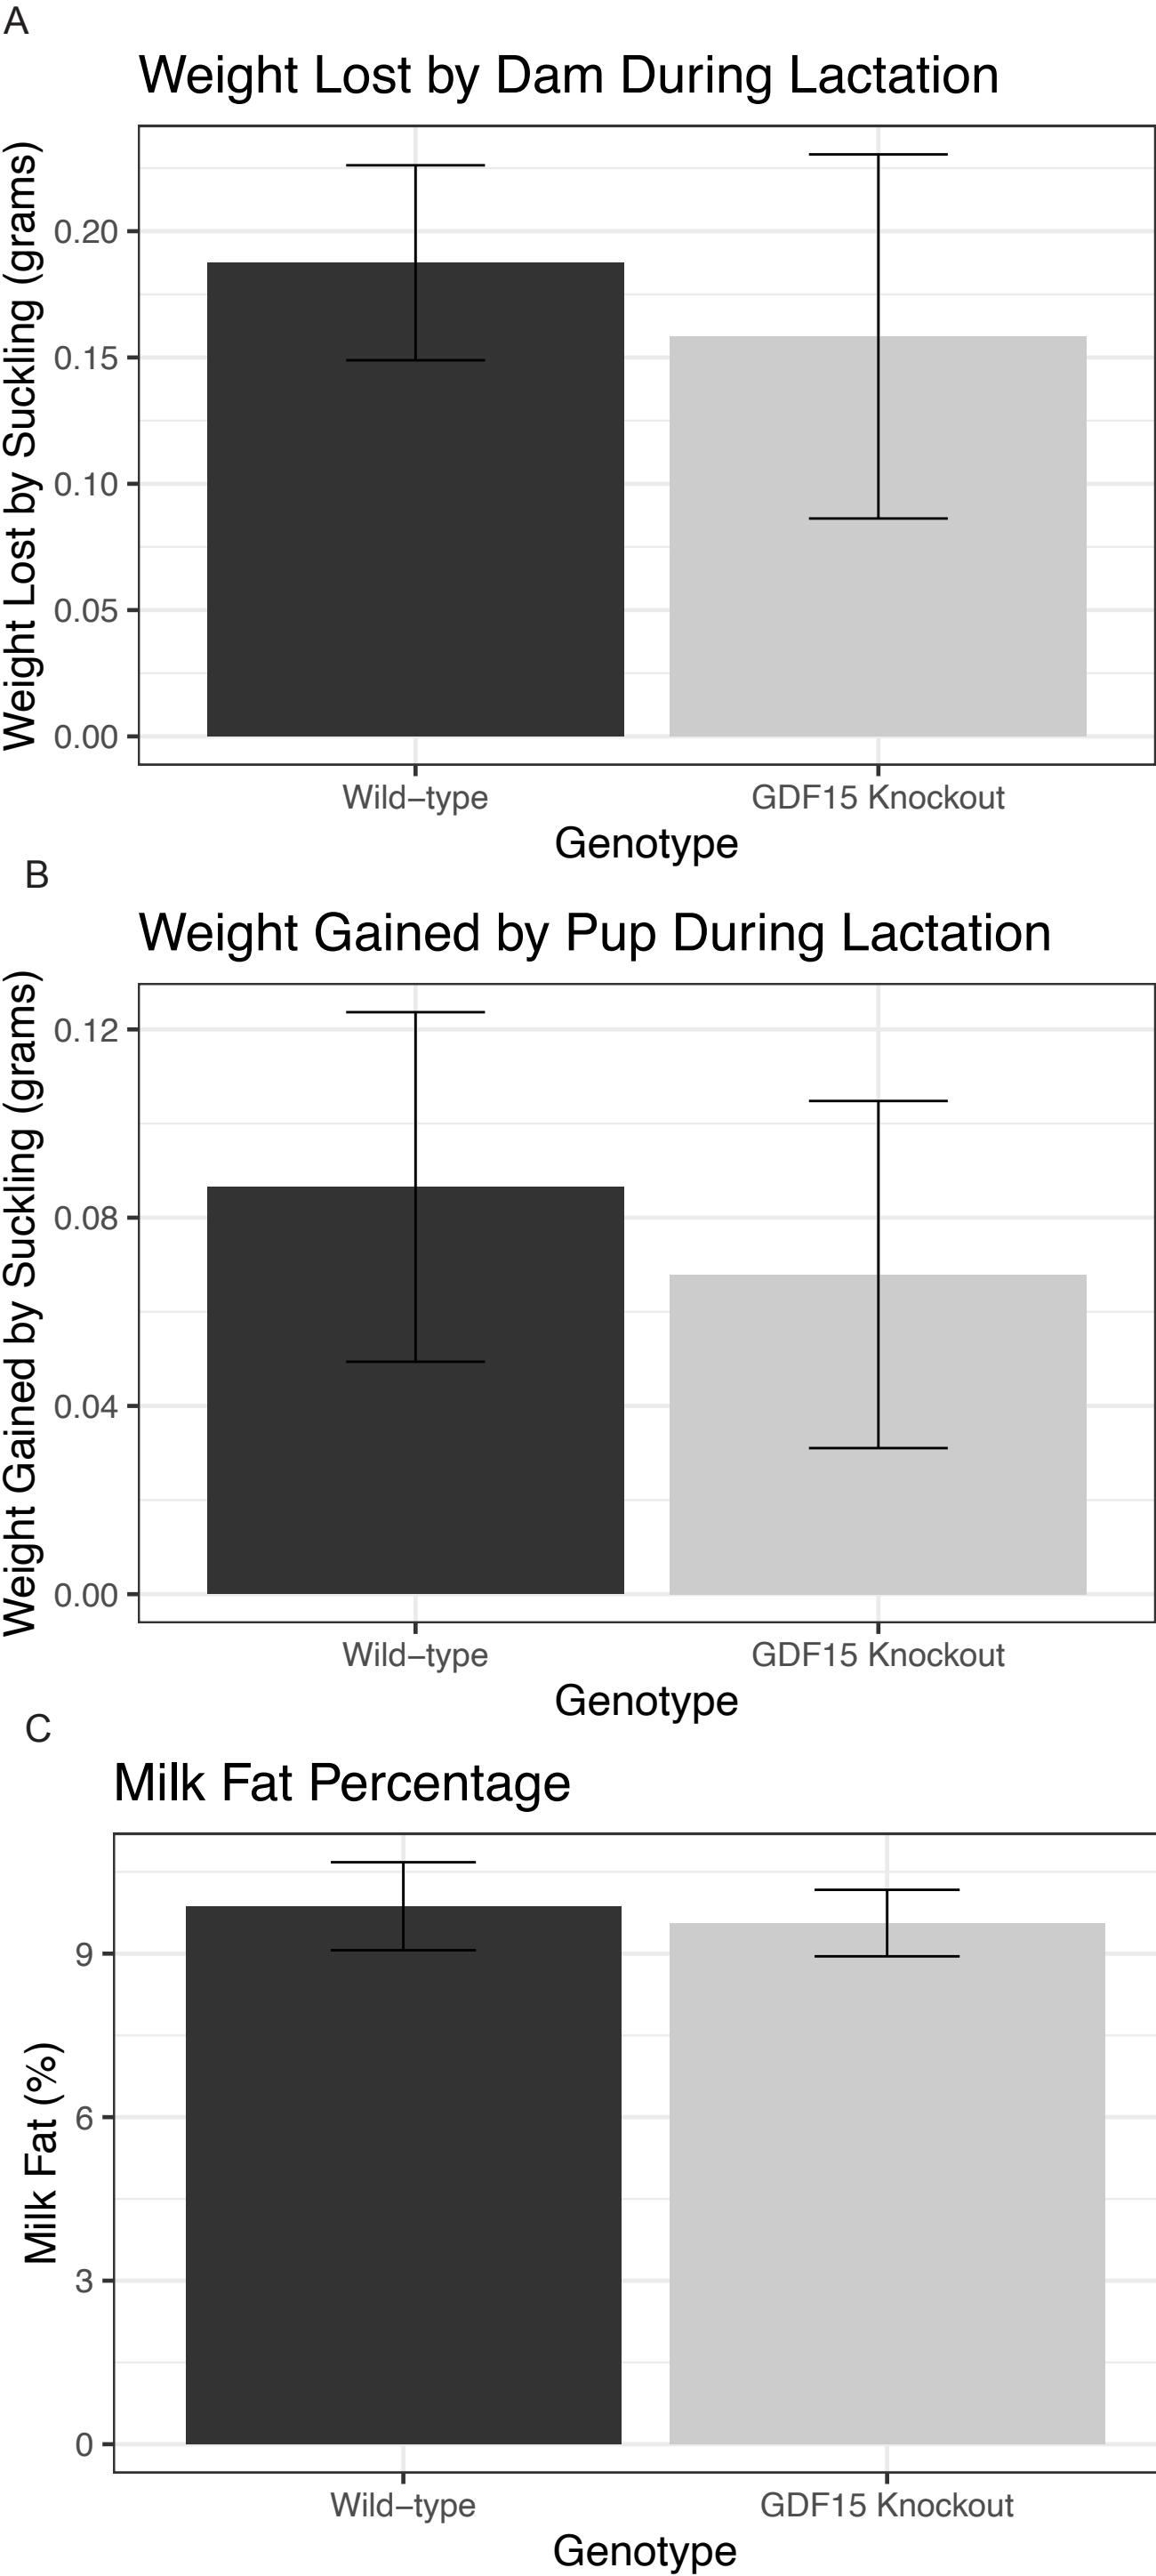 A
Weight Lost by Dam During Lactation
Weight Lost by Suckling (grams)
0.20
0.15
0.10
0.05
0.00
Wild−type GDF15 Knockout
Genotype
B
Weight Gained by Pup During Lactation
Weight Gained by Suckling (grams)
0.12
0.08
0.04
0.00
Wild−type GDF15 Knockout
Genotype
C
Milk Fat Percentage
Milk Fat (%)
9
6
3
0
Wild−type GDF15 Knockout
Genotype